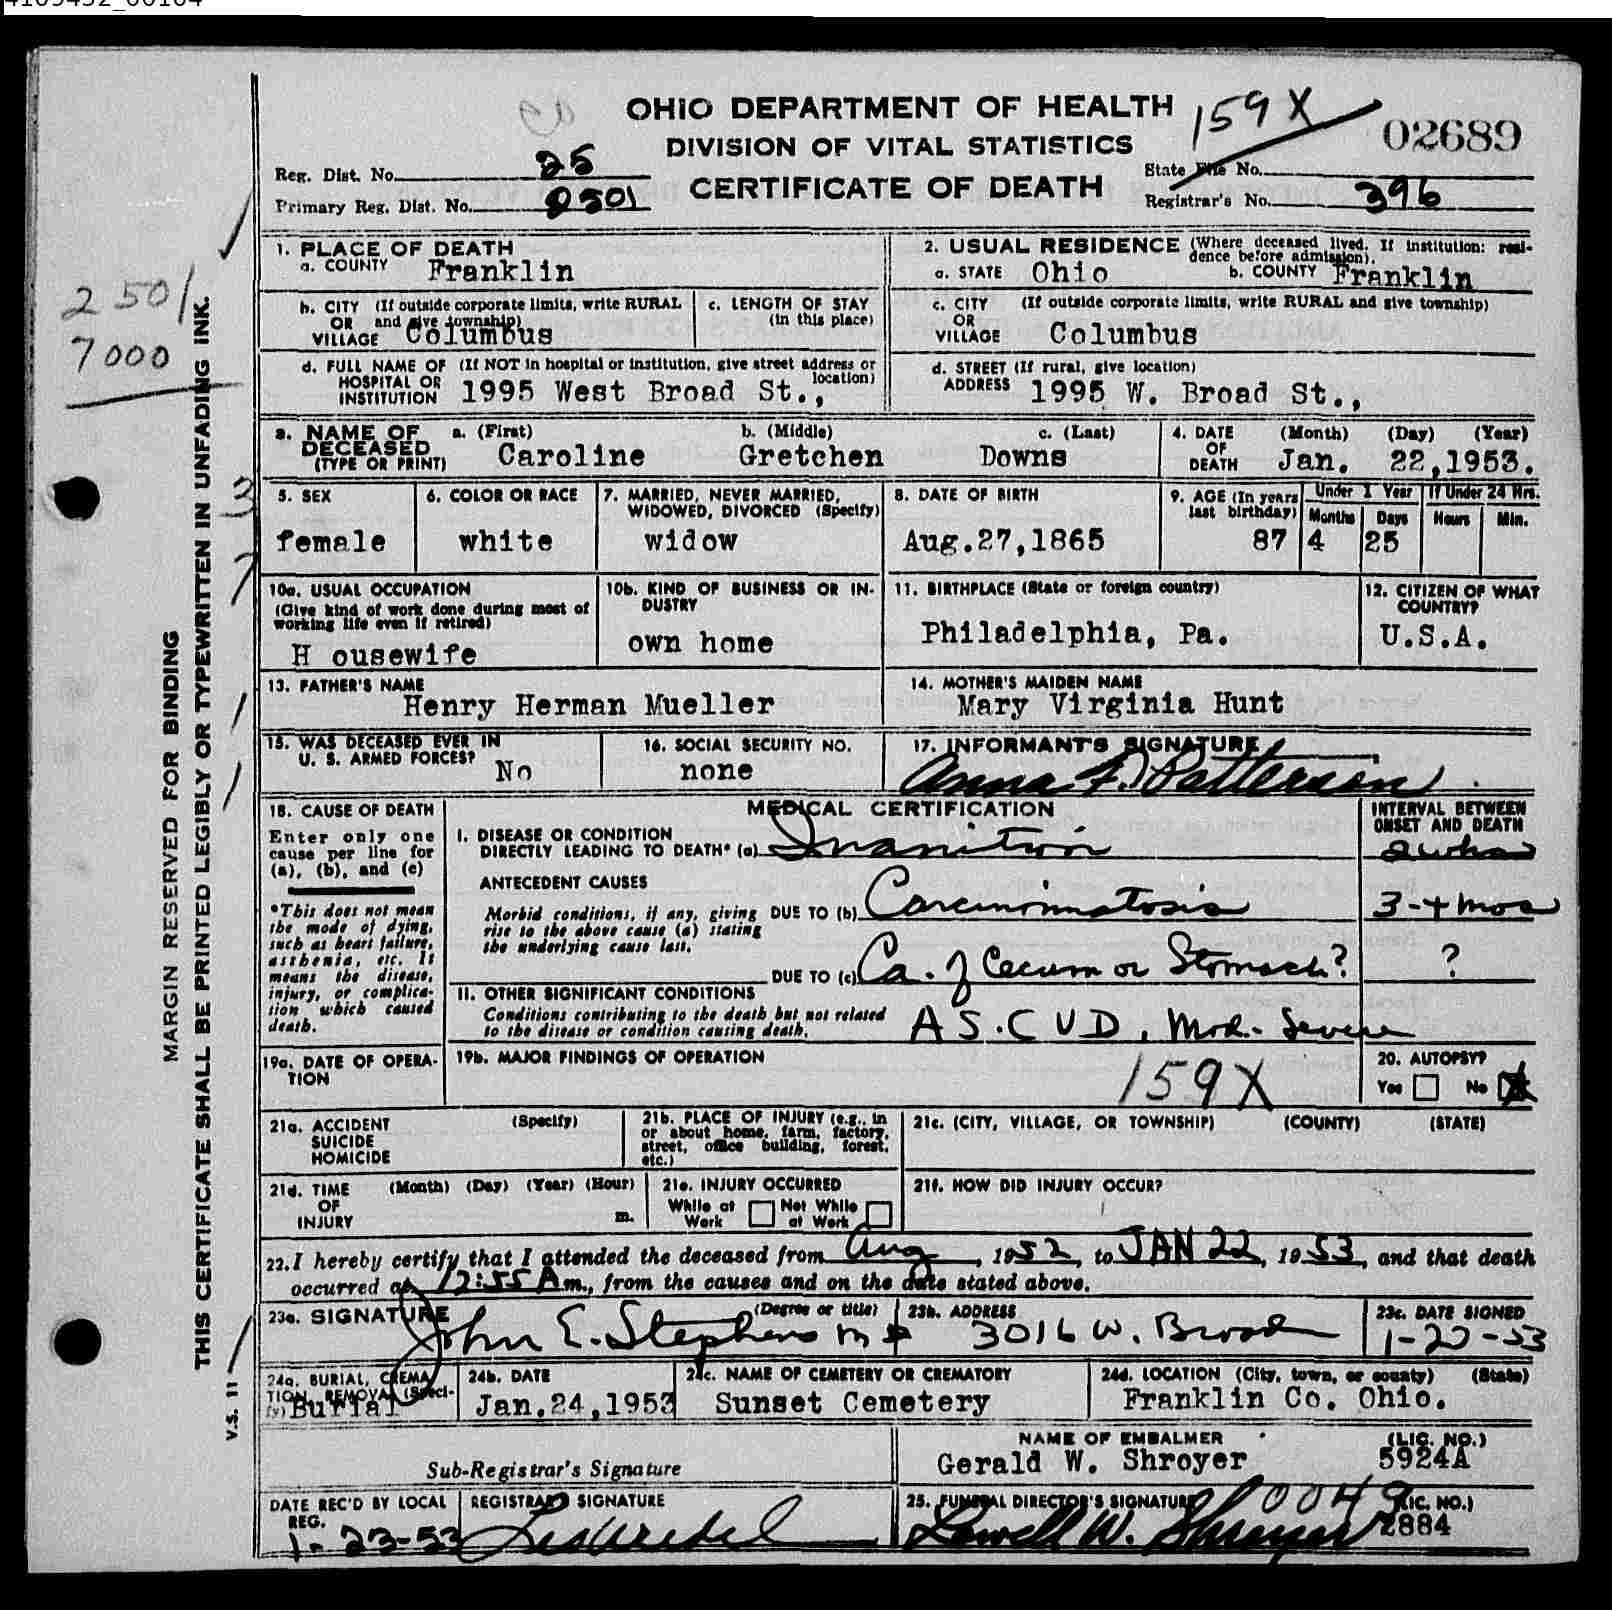 OHIO DEPARTMENT OF HEALTH
DIVISION OF VITAL STATISTICS
CERTIFICATE OF DEATH
159X
02689
Reg. Dist. No. 25
Primary Reg. Dist. No. 2501
State File No.
Registrar's No. 396
2501
7000
MARGIN RESERVED FOR BINDING
THIS CERTIFICATE SHALL BE PRINTED LEGIBLY OR TYPEWRITTEN IN UNFADING INK.
V.S. 11
1. PLACE OF DEATH
a. COUNTY Franklin
2. USUAL RESIDENCE (Where deceased lived. If institution: resi-
dence before admission).
a. STATE Ohio b. COUNTY Franklin
b. CITY (If outside corporate limits, write RURAL
OR and give township)
VILLAGE Columbus
c. LENGTH OF STAY
(in this place)
c. CITY (If outside corporate limits, write RURAL and give township)
OR
VILLAGE Columbus
d. FULL NAME OF (If NOT in hospital or institution, give street address or
HOSPITAL OR location)
INSTITUTION 1995 West Broad St.,
d. STREET (If rural, give location)
ADDRESS 1995 W. Broad St.,
3. NAME OF a. (First) b. (Middle) c. (Last)
DECEASED
(TYPE OR PRINT) Caroline Gretchen Downs
4. DATE (Month) (Day) (Year)
OF
DEATH Jan. 22,1953.
5. SEX
female
6. COLOR OR RACE
white
7. MARRIED, NEVER MARRIED,
WIDOWED, DIVORCED (Specify)
widow
8. DATE OF BIRTH
Aug.27,1865
9. AGE (In years
last birthday)
87
Under 1 Year
Months Days
4 25
If Under 24 Hrs.
Hours Min.
10a. USUAL OCCUPATION
(Give kind of work done during most of
working life even if retired)
H ousewife
10b. KIND OF BUSINESS OR IN-
DUSTRY
own home
11. BIRTHPLACE (State or foreign country)
Philadelphia, Pa.
12. CITIZEN OF WHAT
COUNTRY?
U.S.A.
13. FATHER'S NAME
Henry Herman Mueller
14. MOTHER'S MAIDEN NAME
Mary Virginia Hunt
15. WAS DECEASED EVER IN
U. S. ARMED FORCES? No
16. SOCIAL SECURITY NO.
none
17. INFORMANT'S SIGNATURE
Anna F. Patterson
18. CAUSE OF DEATH
Enter only one
cause per line for
(a), (b), and (c)
*This does not mean
the mode of dying,
such as heart failure,
asthenia, etc. It
means the disease,
injury, or complica-
tion which caused
death.
MEDICAL CERTIFICATION
INTERVAL BETWEEN
ONSET AND DEATH
I. DISEASE OR CONDITION
DIRECTLY LEADING TO DEATH* (a) Inanition 2 wks
ANTECEDENT CAUSES
Morbid conditions, if any, giving DUE TO (b) Carcinomatosis 3-4 mos
rise to the above cause (a) stating
the underlying cause last.
DUE TO (c) Ca. of Cecum or Stomach? ?
II. OTHER SIGNIFICANT CONDITIONS
Conditions contributing to the death but not related
to the disease or condition causing death. A S. C V D, Mod. - Severe
19a. DATE OF OPERA-
TION
19b. MAJOR FINDINGS OF OPERATION
159X
20. AUTOPSY?
Yes No X
21a. ACCIDENT (Specify)
SUICIDE
HOMICIDE
21b. PLACE OF INJURY (e.g., in
or about home, farm, factory,
street, office building, forest,
etc.)
21c. (CITY, VILLAGE, OR TOWNSHIP) (COUNTY) (STATE)
21d. TIME (Month) (Day) (Year) (Hour)
OF
INJURY m.
21e. INJURY OCCURRED
While at Not While
Work at Work
21f. HOW DID INJURY OCCUR?
22. I hereby certify that I attended the deceased from Aug, 1952, to JAN 22, 1953, and that death
occurred at 12:55 A m., from the causes and on the date stated above.
23a. SIGNATURE (Degree or title)
John E. Stephens M D
23b. ADDRESS
3016 W. Broad
23c. DATE SIGNED
1-22-53
24a. BURIAL, CREMA-
TION, REMOVAL (Speci-
fy) Burial
24b. DATE
Jan.24,1953
24c. NAME OF CEMETERY OR CREMATORY
Sunset Cemetery
24d. LOCATION (City, town, or county) (State)
Franklin Co. Ohio.
Sub-Registrar's Signature
NAME OF EMBALMER (LIC. NO.)
Gerald W. Shroyer 5924A
DATE REC'D BY LOCAL
REG.
1-23-53
REGISTRAR'S SIGNATURE
25. FUNERAL DIRECTOR'S SIGNATURE (LIC. NO.)
Lowell W. Shroyer 2884